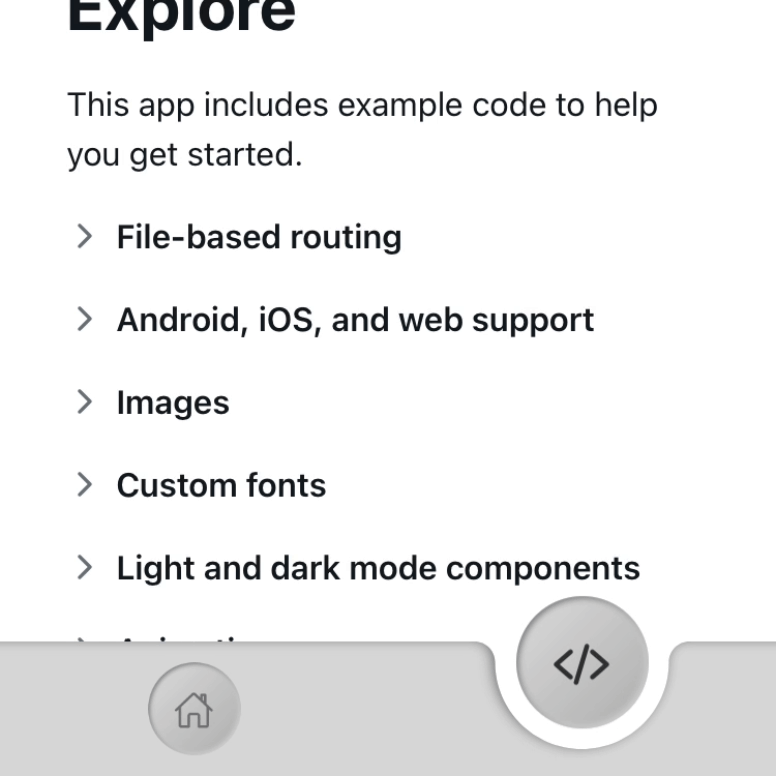 Explore
This app includes example code to help
you get started.
File-based routing
Android, iOS, and web support
Images
Custom fonts
Light and dark mode components